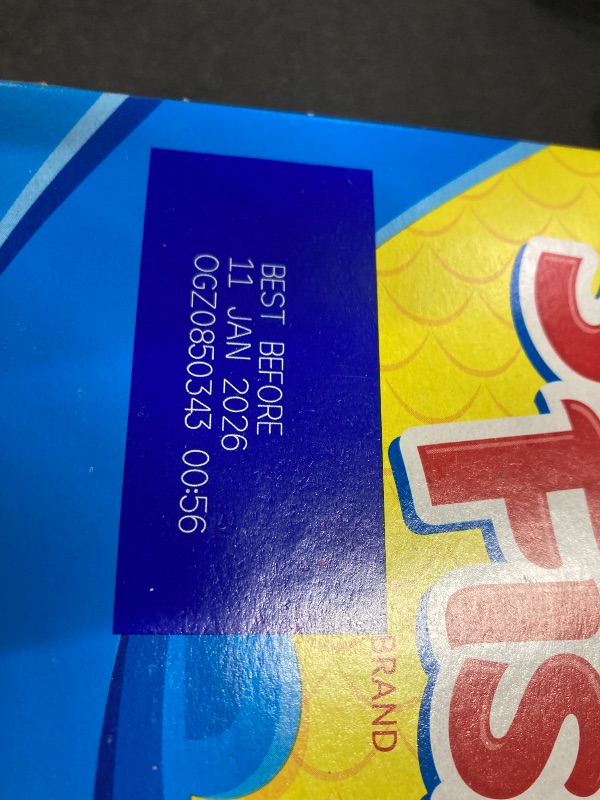 BEST BEFORE
11 JAN 2026
OGZ0850343 00:56
BRAND